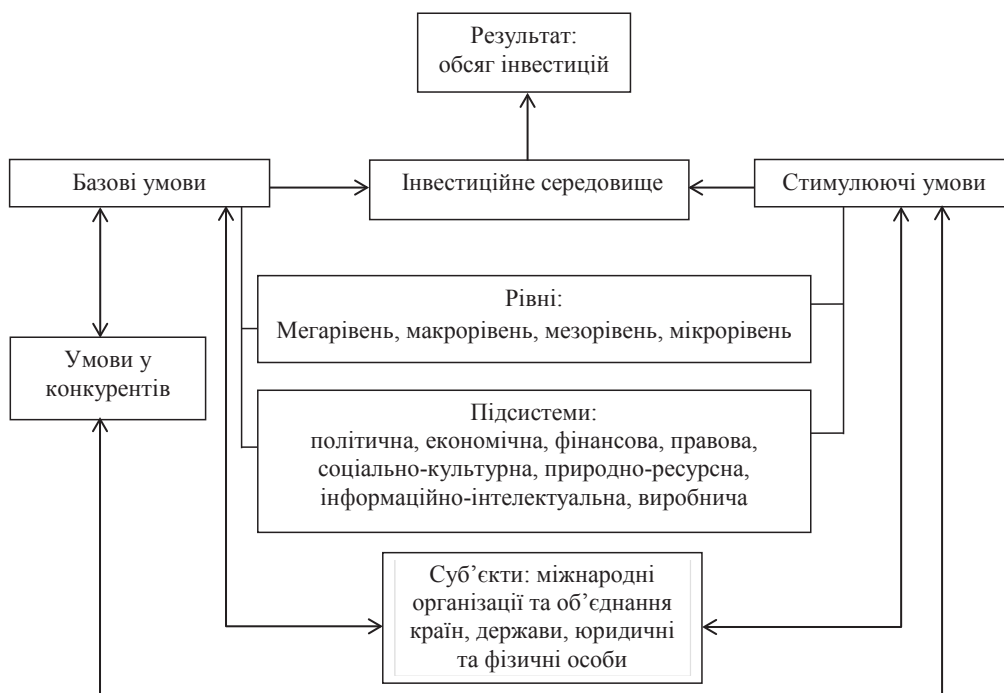 Результат:
обсяг інвестицій
Базові умови
Інвестиційне середовище
Стимулюючі умови
Рівні:
Мегарівень, макрорівень, мезорівень, мікрорівень
Умови у
конкурентів
Підсистеми:
політична, економічна, фінансова, правова,
соціально-культурна, природно-ресурсна,
інформаційно-інтелектуальна, виробнича
Суб’єкти: міжнародні
організації та об’єднання
країн, держави, юридичні
та фізичні особи